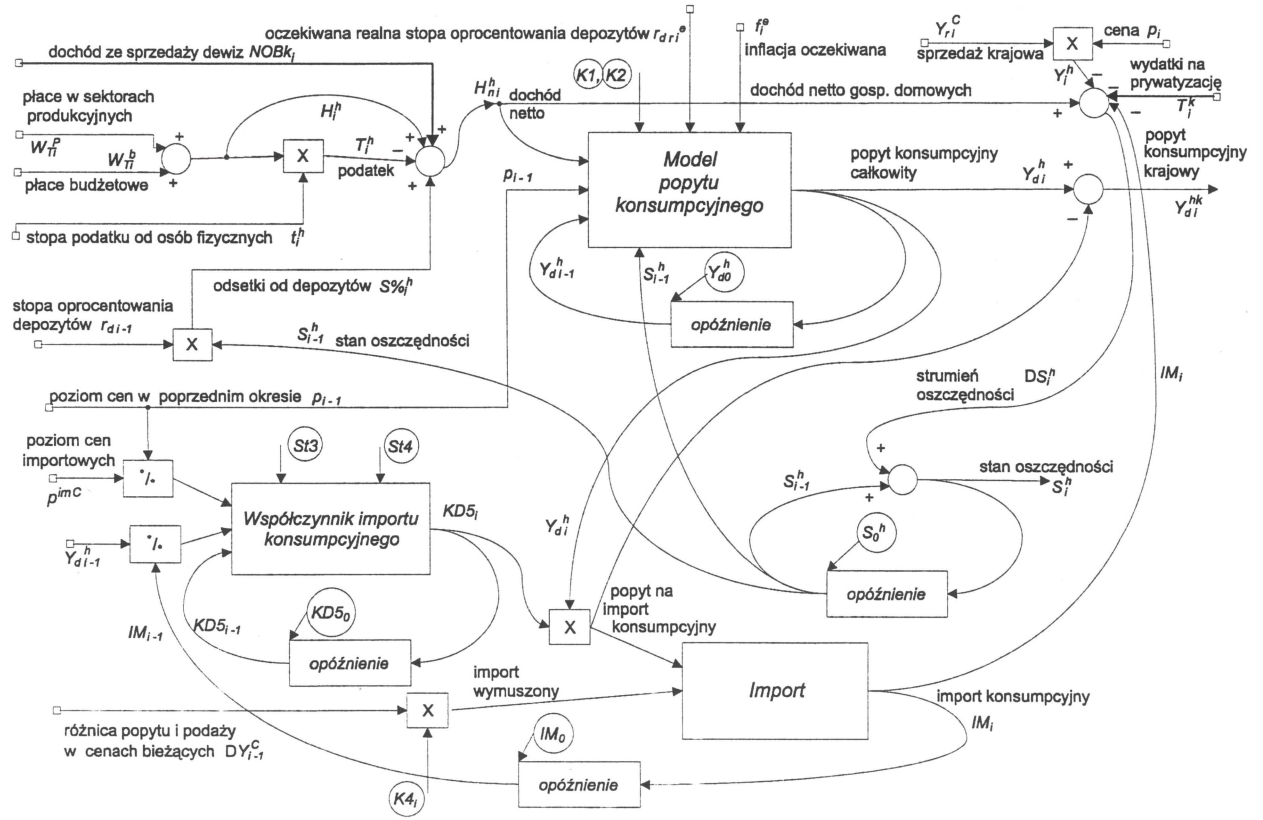 oczekiwana realna stopa oprocentowania depozytów r_dri^e
f_i^e
inflacja oczekiwana
Y_ri^C
sprzedaż krajowa
X
cena p_i
dochód ze sprzedaży dewiz NOBk_i
K1, K2
H_ni^h
dochód
netto
dochód netto gosp. domowych
Y_i^h
wydatki na
prywatyzację
T_i^k
płace w sektorach
produkcyjnych
W_Ti^p
W_Ti^b
płace budżetowe
H_i^h
X
T_i^h
podatek
stopa podatku od osób fizycznych t_i^h
p_i-1
Model
popytu
konsumpcyjnego
popyt konsumpcyjny
całkowity
Y_di^h
popyt
konsumpcyjny
krajowy
Y_di^hk
odsetki od depozytów S%_i^h
Y_di-1^h
S_i-1^h
Y_d0^h
opóźnienie
stopa oprocentowania
depozytów r_di-1
X
S_i-1^h stan oszczędności
poziom cen w poprzednim okresie p_i-1
strumień
oszczędności DS_i^h
IM_i
poziom cen
importowych
p^imC
•/•
St3
St4
Współczynnik importu
konsumpcyjnego
KD5_i
Y_di-1^h
•/•
Y_di^h
S_i-1^h
stan oszczędności
S_i^h
S_0^h
opóźnienie
IM_i-1
KD5_i-1
KD5_0
opóźnienie
X
popyt na
import
konsumpcyjny
Import
import
wymuszony
X
różnica popytu i podaży
w cenach bieżących DY_i-1^C
K4_i
import konsumpcyjny
IM_i
IM_0
opóźnienie